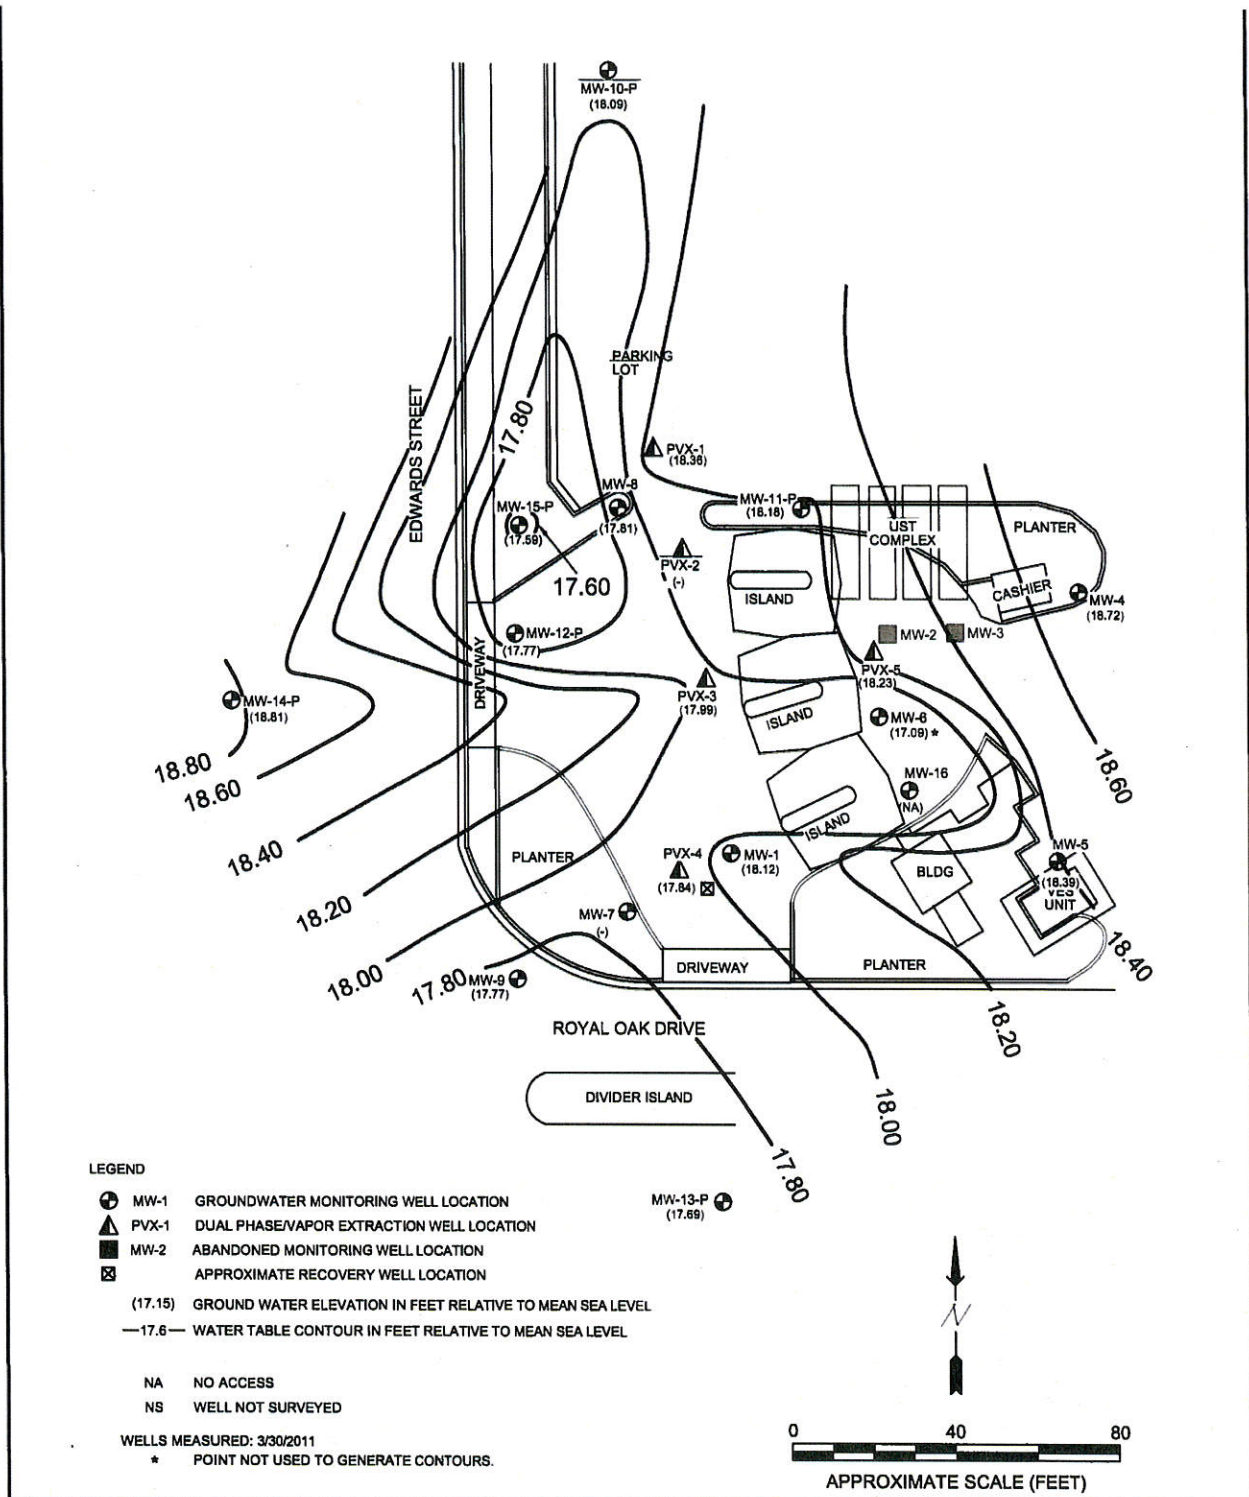 MW-10-P
(18.09)
PARKING
LOT
EDWARDS STREET
17.80
PVX-1
(18.36)
MW-8
(17.81)
MW-15-P
(17.59)
17.60
MW-11-P
(18.18)
UST
COMPLEX
PLANTER
CASHIER
MW-4
(18.72)
PVX-2
(-)
ISLAND
MW-2
MW-3
MW-12-P
(17.77)
DRIVEWAY
PVX-3
(17.99)
PVX-5
(18.23)
ISLAND
MW-6
(17.09) *
MW-14-P
(18.81)
18.80
18.60
18.40
18.20
18.00
17.80
MW-16
(NA)
18.60
ISLAND
PLANTER
PVX-4
(17.84)
MW-1
(18.12)
BLDG
MW-5
(18.39)
VES
UNIT
MW-7
(-)
MW-9
(17.77)
DRIVEWAY
PLANTER
18.40
18.20
ROYAL OAK DRIVE
DIVIDER ISLAND
18.00
17.80
MW-13-P
(17.69)
LEGEND
MW-1 GROUNDWATER MONITORING WELL LOCATION
PVX-1 DUAL PHASE/VAPOR EXTRACTION WELL LOCATION
MW-2 ABANDONED MONITORING WELL LOCATION
APPROXIMATE RECOVERY WELL LOCATION
(17.15) GROUND WATER ELEVATION IN FEET RELATIVE TO MEAN SEA LEVEL
—17.6— WATER TABLE CONTOUR IN FEET RELATIVE TO MEAN SEA LEVEL
NA NO ACCESS
NS WELL NOT SURVEYED
WELLS MEASURED: 3/30/2011
* POINT NOT USED TO GENERATE CONTOURS.
N
0 40 80
APPROXIMATE SCALE (FEET)